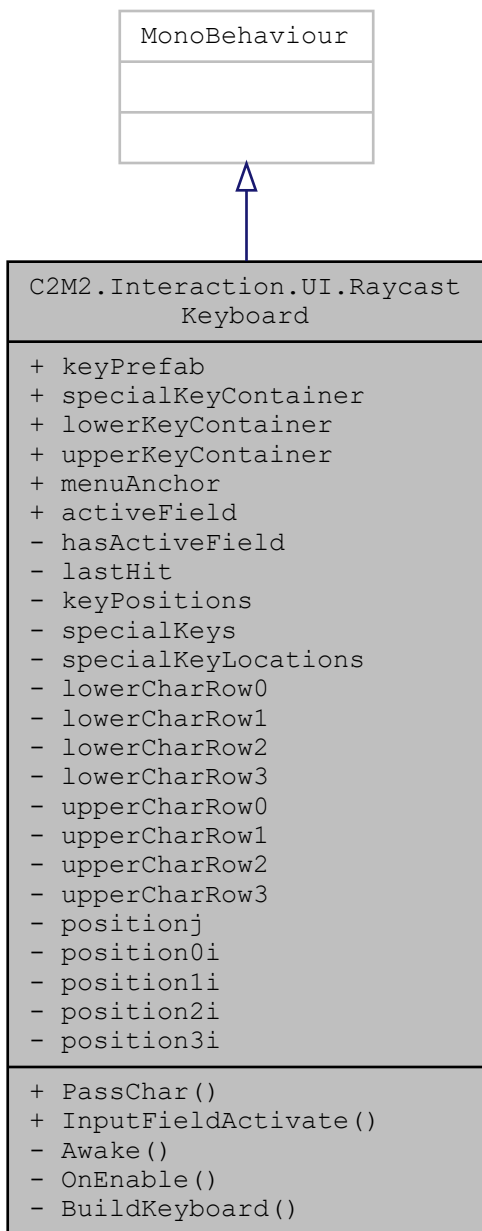 MonoBehaviour
C2M2.Interaction.UI.Raycast
Keyboard
+ keyPrefab
+ specialKeyContainer
+ lowerKeyContainer
+ upperKeyContainer
+ menuAnchor
+ activeField
- hasActiveField
- lastHit
- keyPositions
- specialKeys
- specialKeyLocations
- lowerCharRow0
- lowerCharRow1
- lowerCharRow2
- lowerCharRow3
- upperCharRow0
- upperCharRow1
- upperCharRow2
- upperCharRow3
- positionj
- position0i
- position1i
- position2i
- position3i
+ PassChar()
+ InputFieldActivate()
- Awake()
- OnEnable()
- BuildKeyboard()